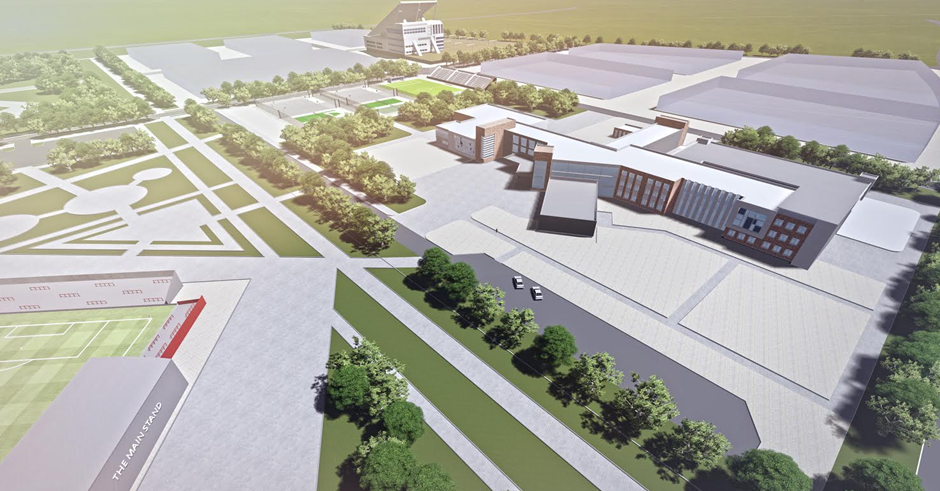 THE MAIN STAND